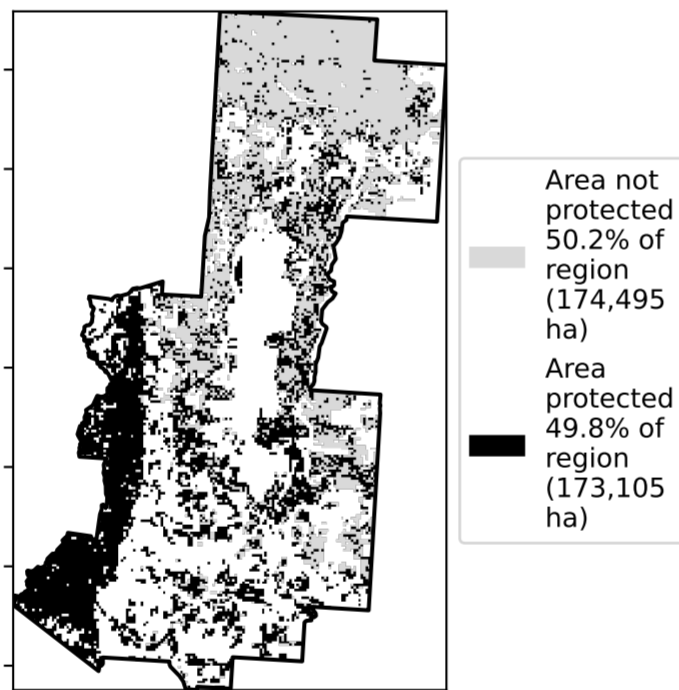 Area not
protected
50.2% of
region
(174,495
ha)
Area
protected
49.8% of
region
(173,105
ha)